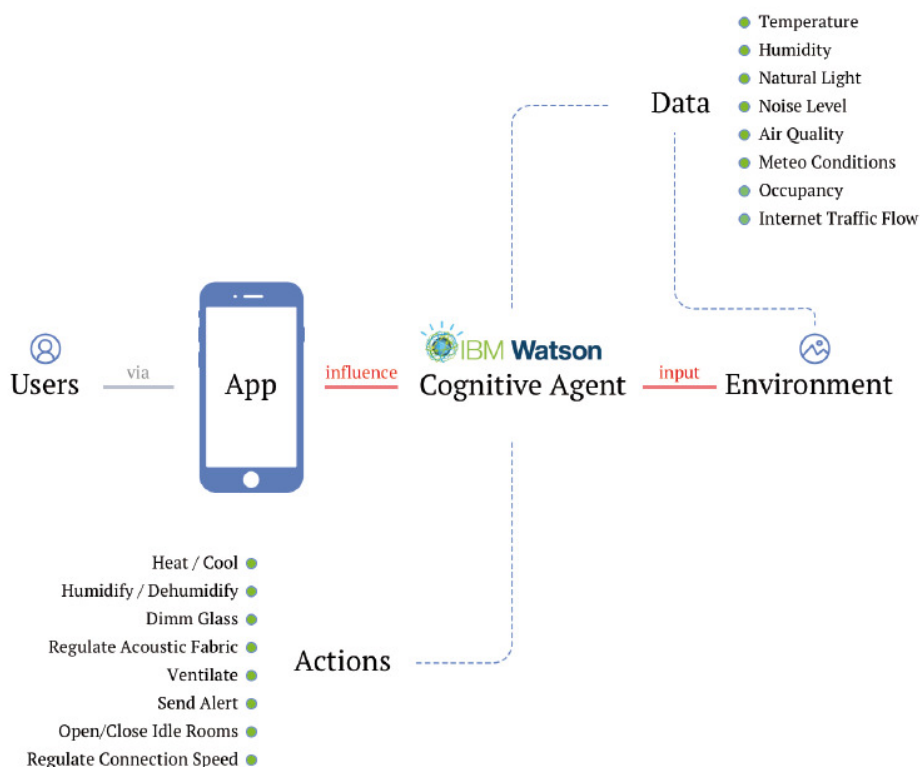 Temperature
Humidity
Natural Light
Data
Noise Level
Air Quality
Meteo Conditions
Occupancy
Internet Traffic Flow
IBM Watson
Users
via
App
influence
Cognitive Agent
input
Environment
Heat / Cool
Humidify / Dehumidify
Dimm Glass
Regulate Acoustic Fabric
Actions
Ventilate
Send Alert
Open/Close Idle Rooms
Regulate Connection Speed